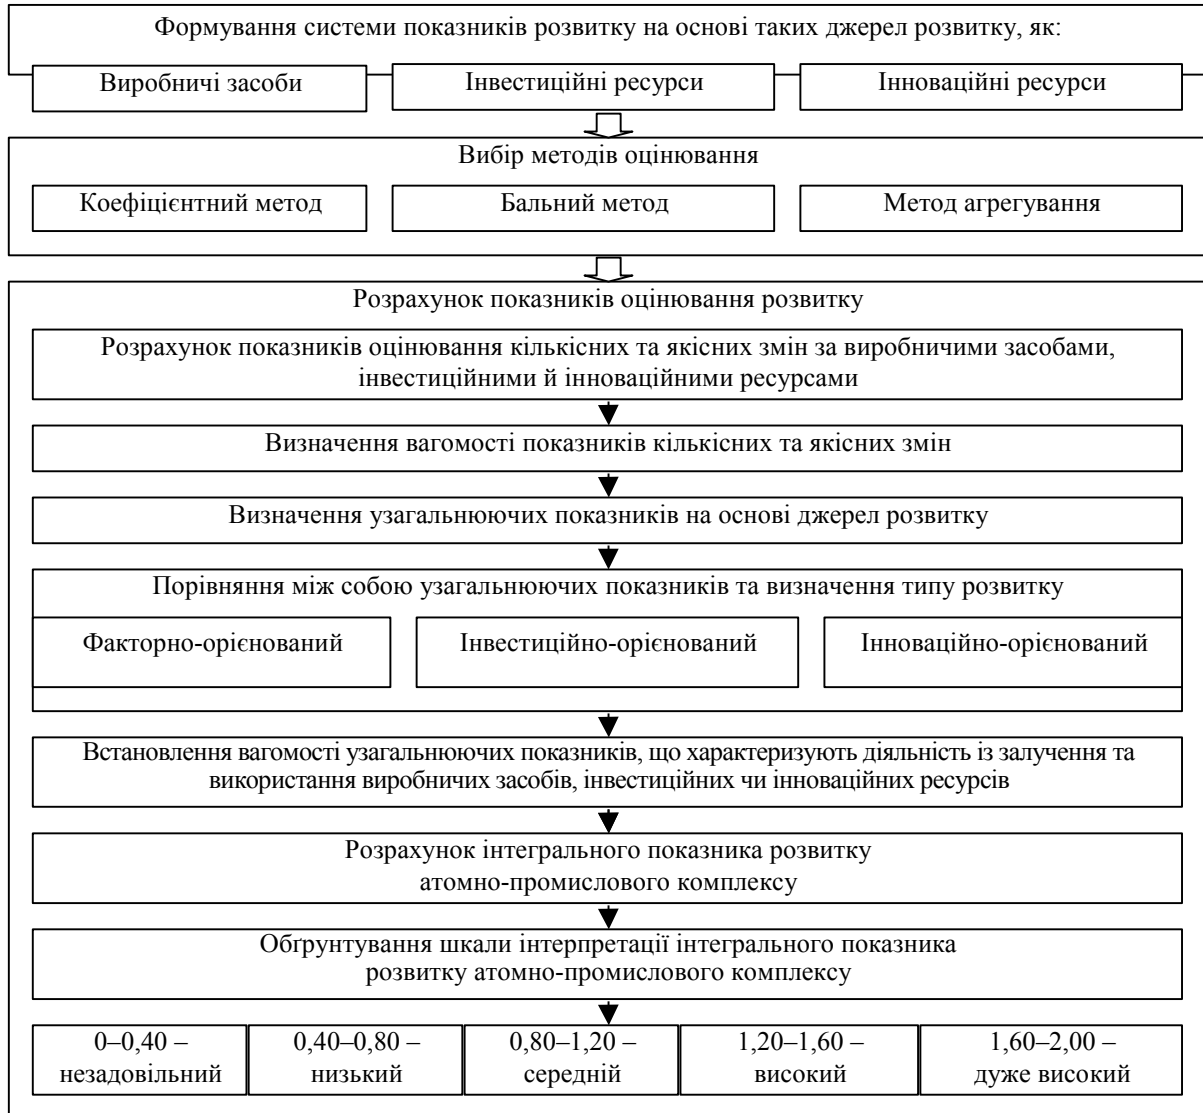 Формування системи показників розвитку на основі таких джерел розвитку, як:
Виробничі засоби
Інвестиційні ресурси
Інноваційні ресурси
Вибір методів оцінювання
Коефіцієнтний метод
Бальний метод
Метод агрегування
Розрахунок показників оцінювання розвитку
Розрахунок показників оцінювання кількісних та якісних змін за виробничими засобами,
інвестиційними й інноваційними ресурсами
Визначення вагомості показників кількісних та якісних змін
Визначення узагальнюючих показників на основі джерел розвитку
Порівняння між собою узагальнюючих показників та визначення типу розвитку
Факторно-орієнований
Інвестиційно-орієнований
Інноваційно-орієнований
Встановлення вагомості узагальнюючих показників, що характеризують діяльність із залучення та
використання виробничих засобів, інвестиційних чи інноваційних ресурсів
Розрахунок інтегрального показника розвитку
атомно-промислового комплексу
Обґрунтування шкали інтерпретації інтегрального показника
розвитку атомно-промислового комплексу
0–0,40 –
незадовільний
0,40–0,80 –
низький
0,80–1,20 –
середній
1,20–1,60 –
високий
1,60–2,00 –
дуже високий